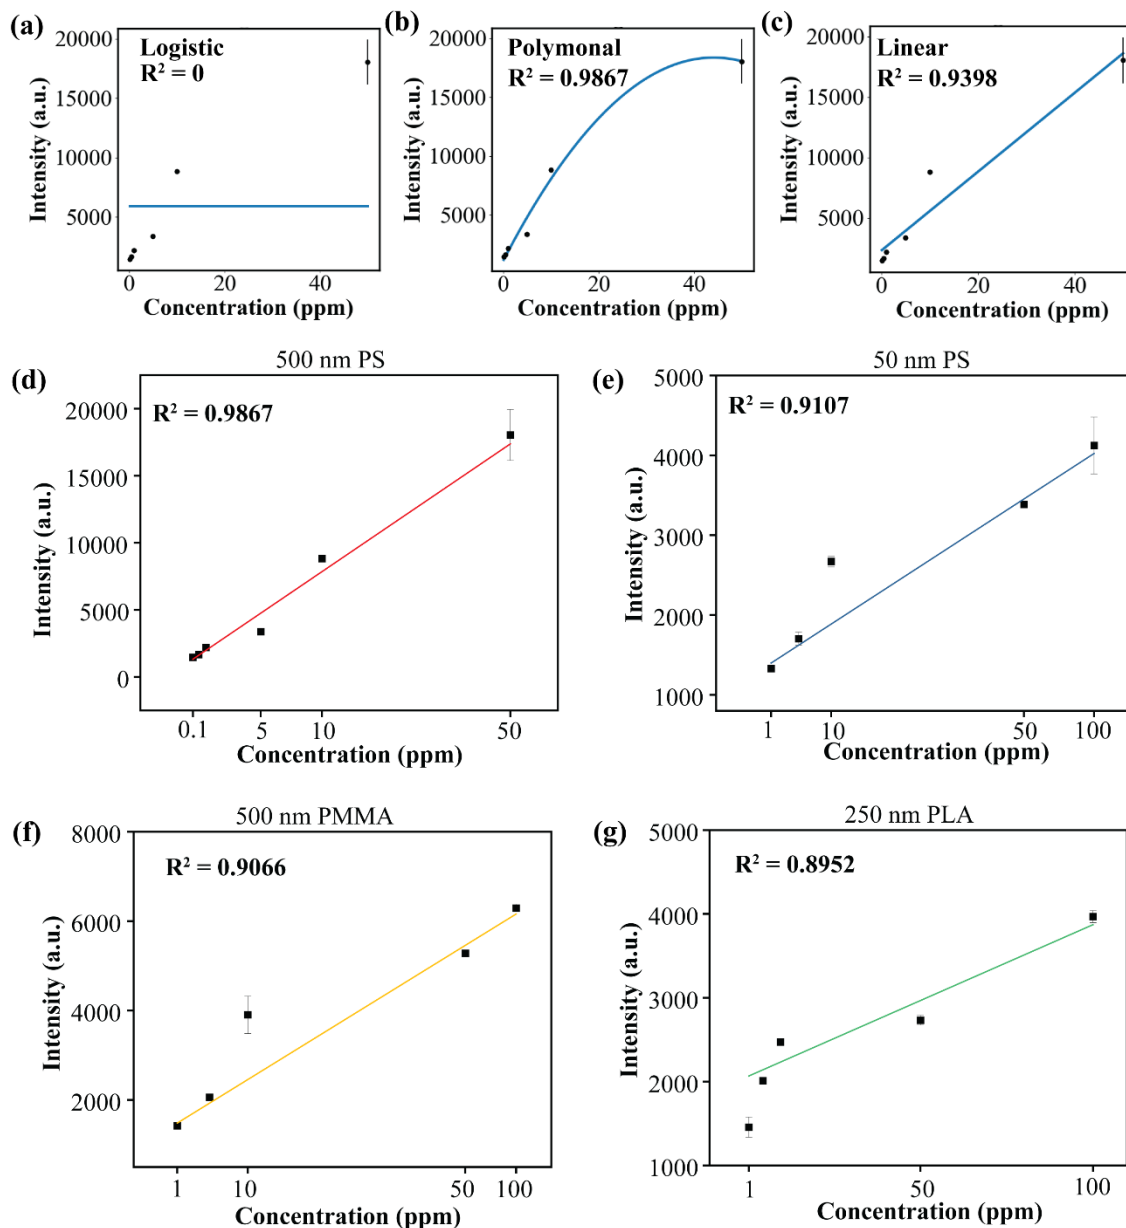 (a)
Logistic
R² = 0
20000
15000
10000
5000
0
20
40
Intensity (a.u.)
Concentration (ppm)
(b)
Polymonal
R² = 0.9867
20000
15000
10000
5000
0
20
40
Intensity (a.u.)
Concentration (ppm)
(c)
Linear
R² = 0.9398
20000
15000
10000
5000
0
20
40
Intensity (a.u.)
Concentration (ppm)
(d)
500 nm PS
R² = 0.9867
20000
15000
10000
5000
0
0.1
5
10
50
Intensity (a.u.)
Concentration (ppm)
(e)
50 nm PS
R² = 0.9107
5000
4000
3000
2000
1000
1
10
50
100
Intensity (a.u.)
Concentration (ppm)
(f)
500 nm PMMA
R² = 0.9066
8000
6000
4000
2000
1
10
50
100
Intensity (a.u.)
Concentration (ppm)
(g)
250 nm PLA
R² = 0.8952
5000
4000
3000
2000
1000
1
50
100
Intensity (a.u.)
Concentration (ppm)